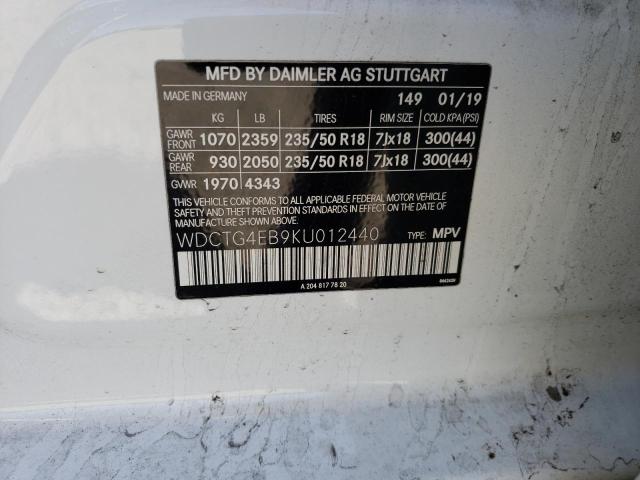 MFD BY DAIMLER AG STUTTGART
MADE IN GERMANY 149 01/19
KG LB TIRES RIM SIZE COLD KPA (PSI)
GAWR FRONT 1070 2359 235/50 R18 7Jx18 300(44)
GAWR REAR 930 2050 235/50 R18 7Jx18 300(44)
GVWR 1970 4343
THIS VEHICLE CONFORMS TO ALL APPLICABLE FEDERAL MOTOR VEHICLE
SAFETY AND THEFT PREVENTION STANDARDS IN EFFECT ON THE DATE OF
MANUFACTURE SHOWN ABOVE.
WDCTG4EB9KU012440 TYPE: MPV
A 204 817 78 20